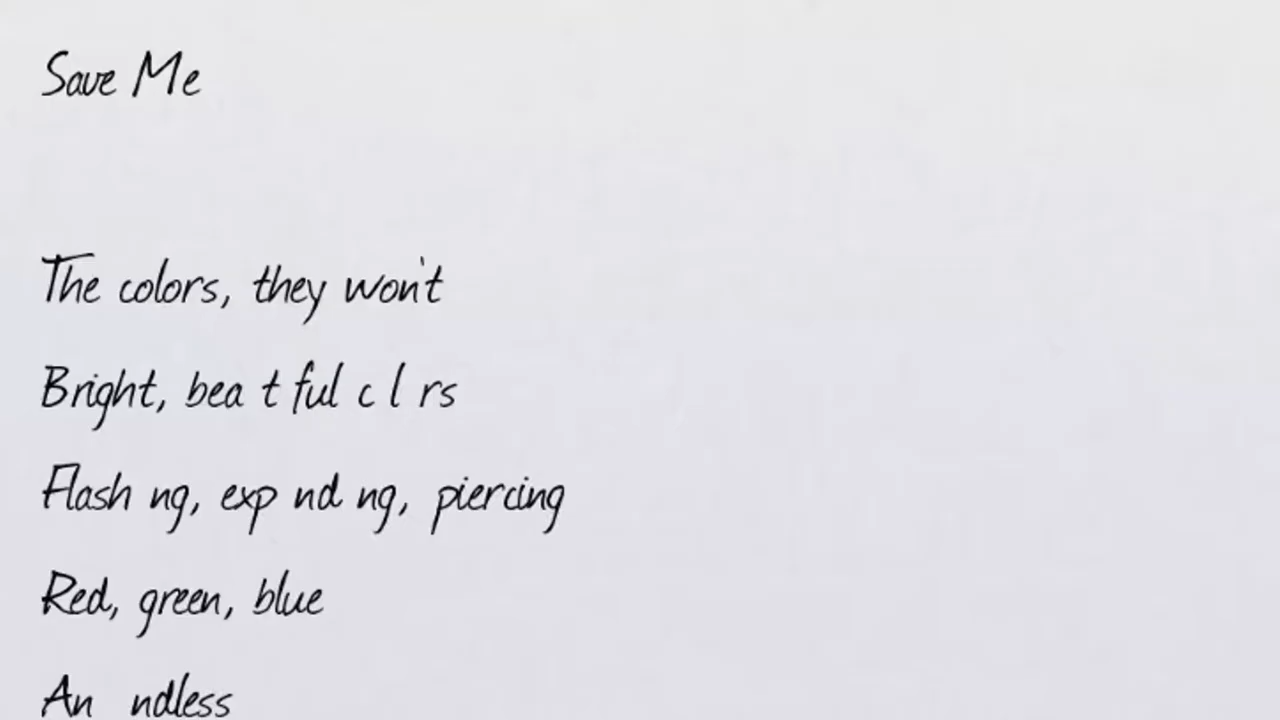 Save Me
The colors, they won't
Bright, bea t ful c l rs
Flash ng, exp nd ng, piercing
Red, green, blue
An ndless